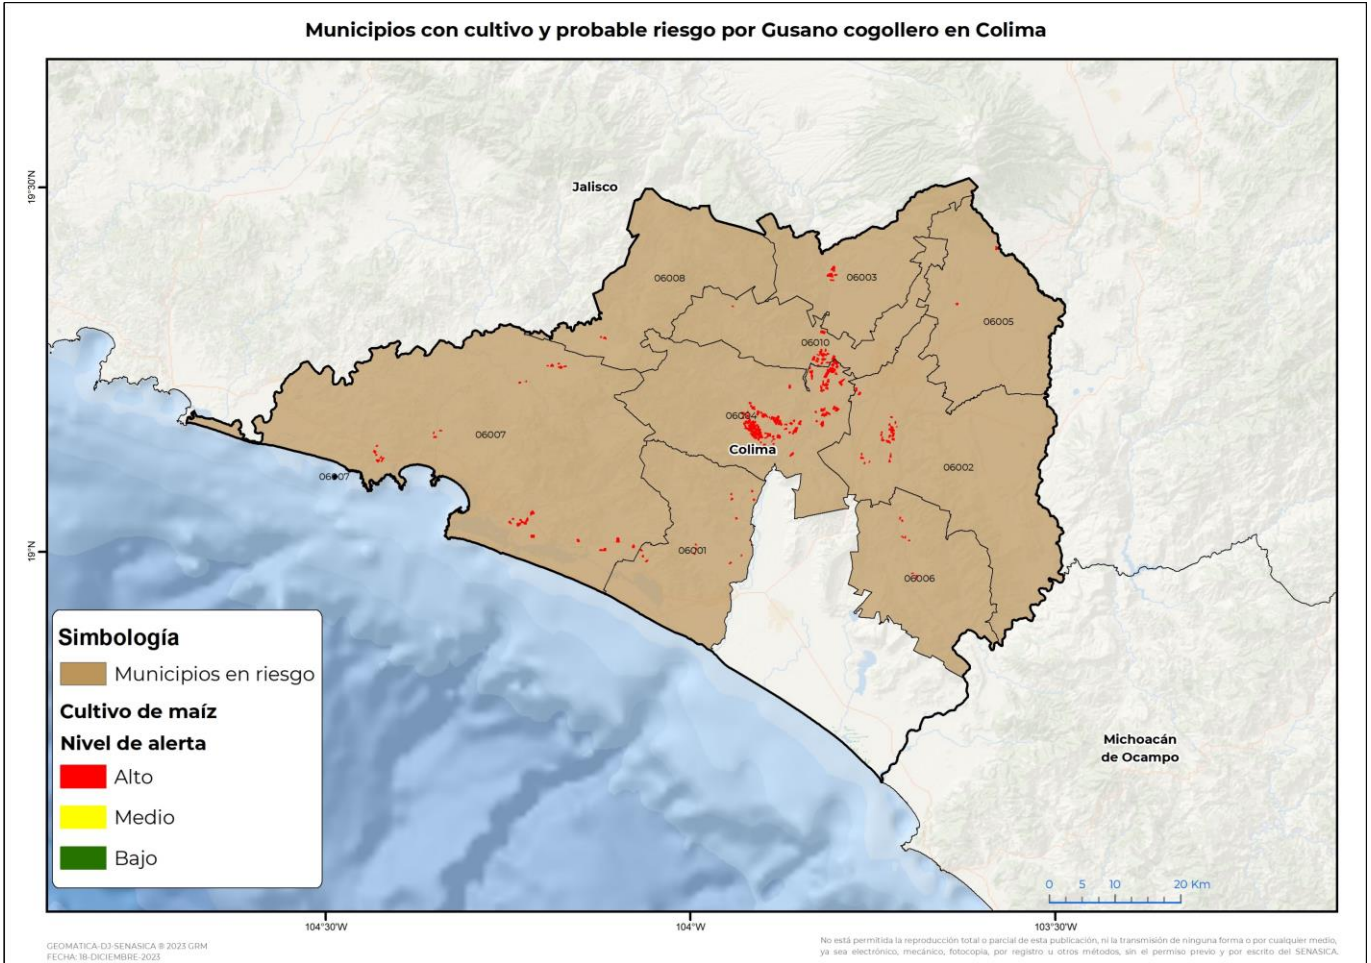 Municipios con cultivo y probable riesgo por Gusano cogollero en Colima
19°30'N
Jalisco
06008
06003
06005
06010
06004
06007
Colima
06002
06007
19°N
06001
06006
Simbología
Municipios en riesgo
Cultivo de maíz
Nivel de alerta
Alto
Medio
Bajo
Michoacán
de Ocampo
0 5 10 20 Km
104°30'W
104°W
103°30'W
GEOMATICA-DJ-SENASICA ® 2023 GRM
FECHA: 18-DICIEMBRE-2023
No está permitida la reproducción total o parcial de esta publicación, ni la transmisión de ninguna forma o por cualquier medio,
ya sea electrónico, mecánico, fotocopia, por registro u otros métodos, sin el permiso previo y por escrito del SENASICA.